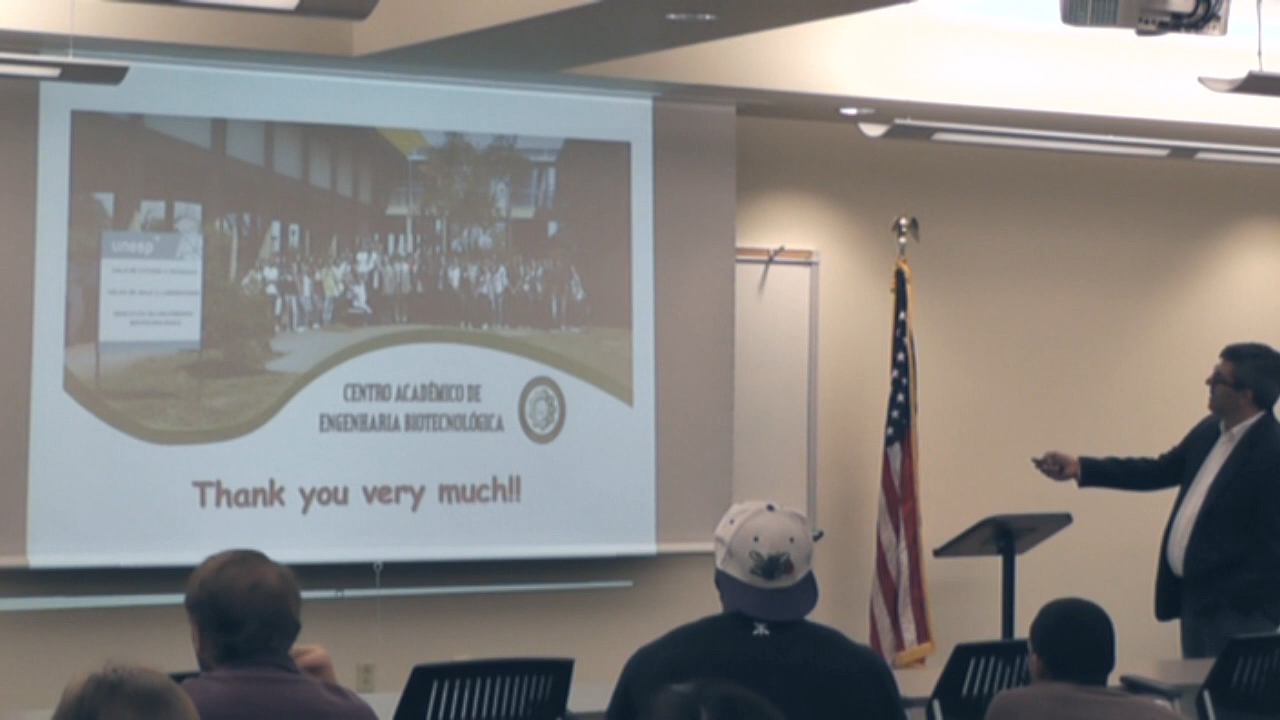 unesp
CENTRO ACADÊMICO DE
ENGENHARIA BIOTECNOLÓGICA
Thank you very much!!